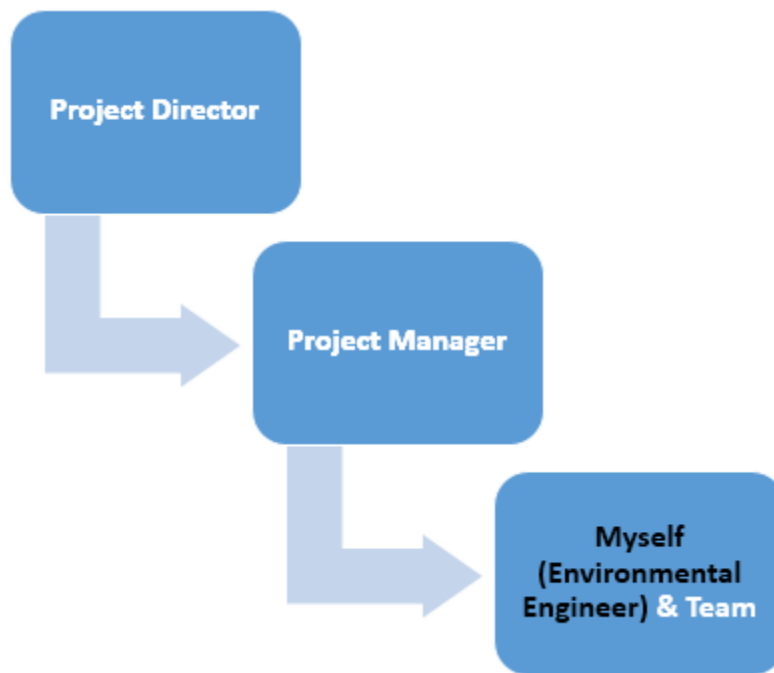 Project Director
Project Manager
Myself
(Environmental
Engineer) & Team